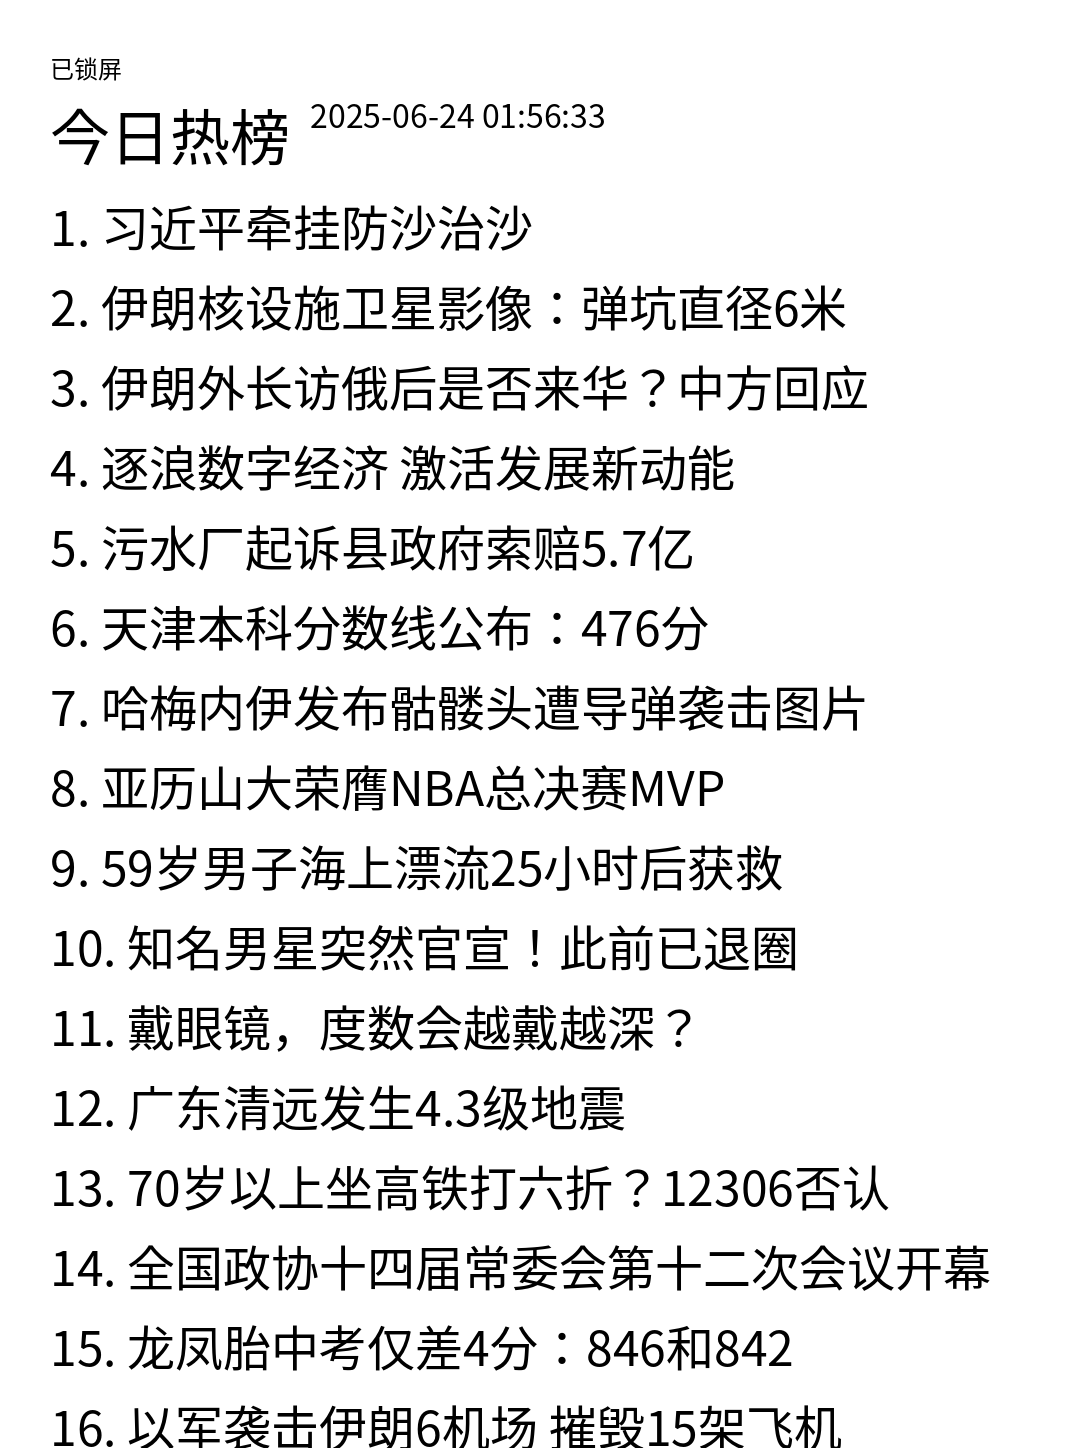 已锁屏
今日热榜 2025-06-24 01:56:33
1. 习近平牵挂防沙治沙
2. 伊朗核设施卫星影像：弹坑直径6米
3. 伊朗外长访俄后是否来华？中方回应
4. 逐浪数字经济 激活发展新动能
5. 污水厂起诉县政府索赔5.7亿
6. 天津本科分数线公布：476分
7. 哈梅内伊发布骷髅头遭导弹袭击图片
8. 亚历山大荣膺NBA总决赛MVP
9. 59岁男子海上漂流25小时后获救
10. 知名男星突然官宣！此前已退圈
11. 戴眼镜，度数会越戴越深？
12. 广东清远发生4.3级地震
13. 70岁以上坐高铁打六折？12306否认
14. 全国政协十四届常委会第十二次会议开幕
15. 龙凤胎中考仅差4分：846和842
16. 以军袭击伊朗6机场 摧毁15架飞机